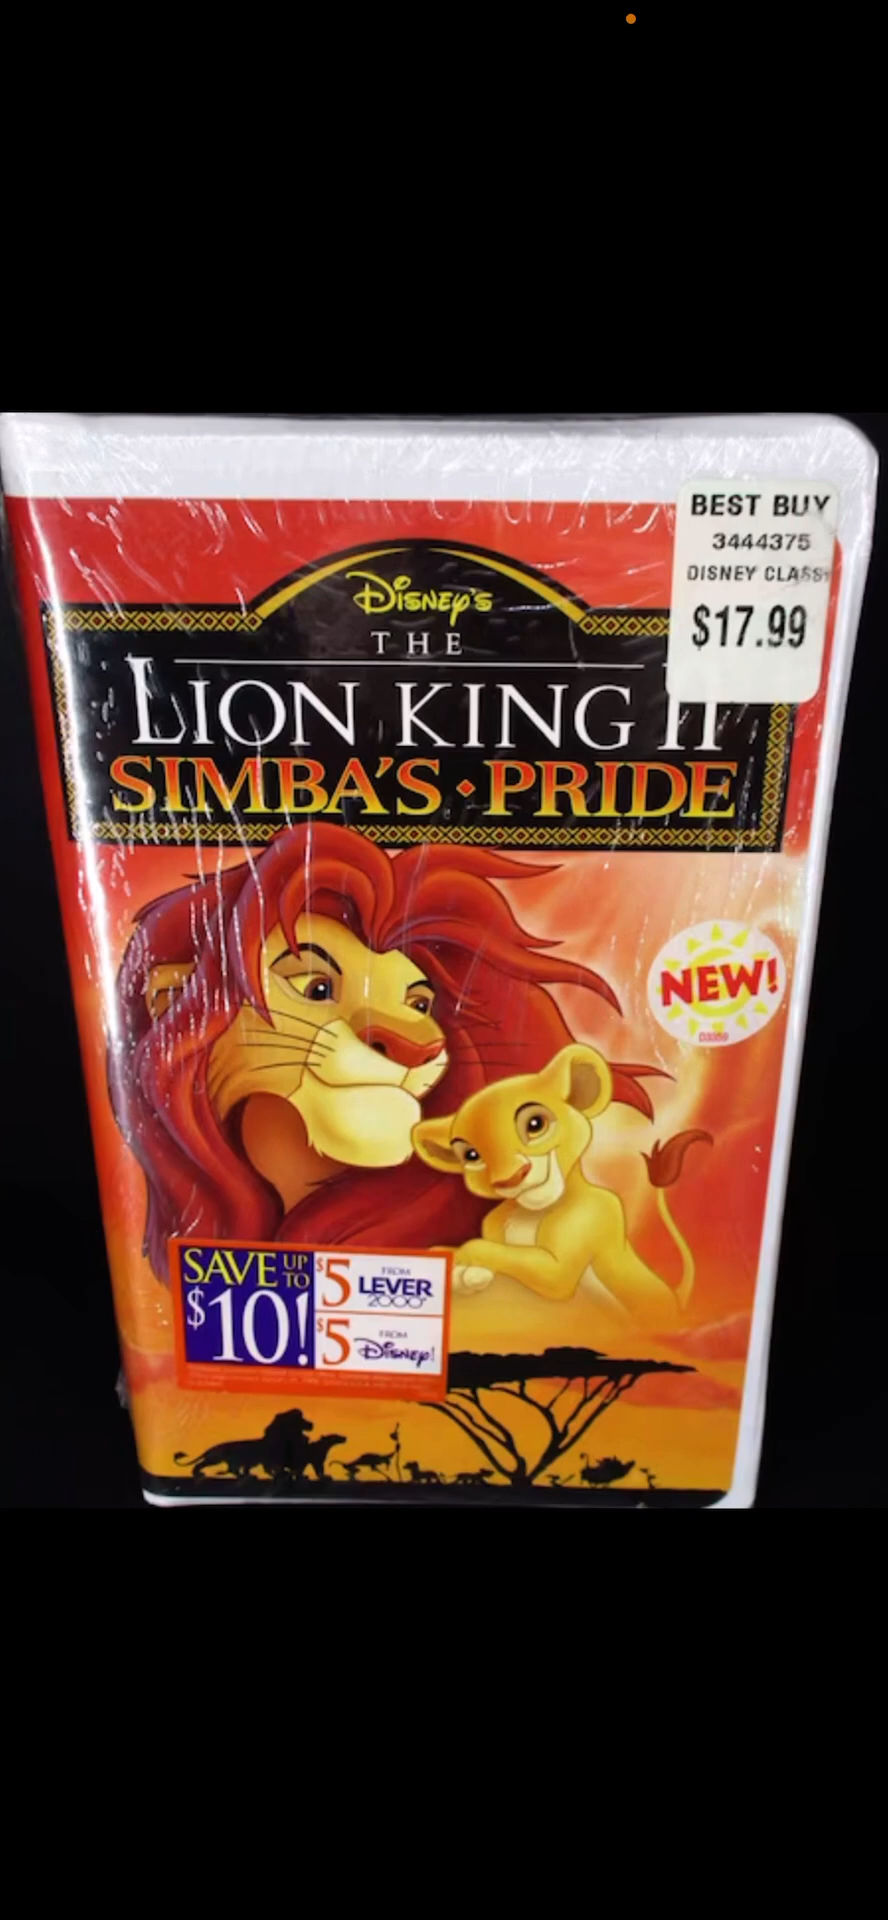 BEST BUY
3444375
DISNEY CLASS
$17.99
Disney's
THE
LION KING II
SIMBA'S • PRIDE
NEW!
D3359
SAVE UP TO
$10!
$5 FROM
LEVER
2000
$5 FROM
Disney!